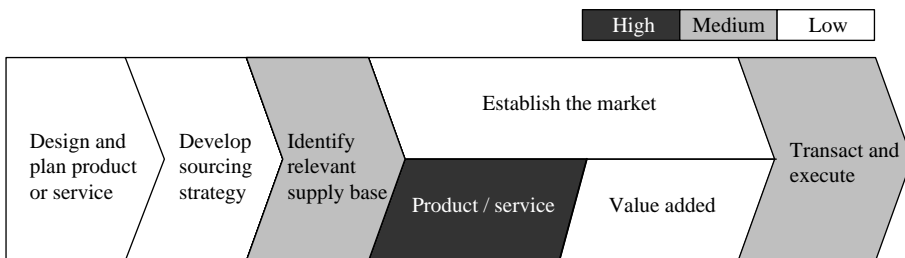 High Medium Low
Design and
plan product
or service
Develop
sourcing
strategy
Identify
relevant
supply base
Establish the market
Product / service
Value added
Transact and
execute